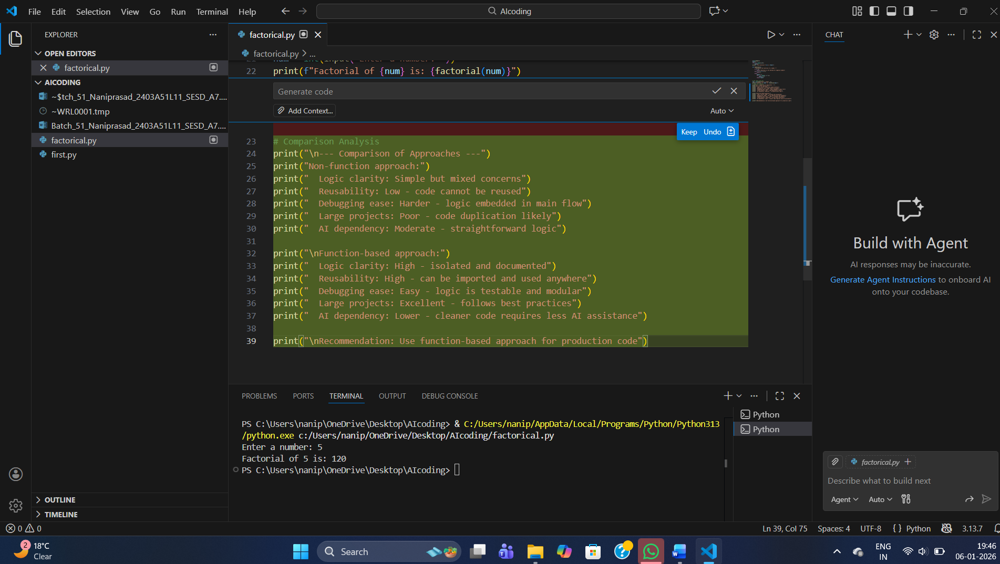 File Edit Selection View Go Run Terminal Help
AIcoding
EXPLORER
OPEN EDITORS
factorical.py
AICODING
~$tch_51_Naniprasad_2403A51L11_SESD_A7....
~WRL0001.tmp
Batch_51_Naniprasad_2403A51L11_SESD_A7....
factorical.py
first.py
OUTLINE
TIMELINE
factorical.py
factorical.py > ...
22 print(f"Factorial of {num} is: {factorial(num)}")
Generate code
Add Context...
Auto
Keep Undo
23 # Comparison Analysis
24 print("\n--- Comparison of Approaches ---")
25 print("Non-function approach:")
26 print("  Logic clarity: Simple but mixed concerns")
27 print("  Reusability: Low - code cannot be reused")
28 print("  Debugging ease: Harder - logic embedded in main flow")
29 print("  Large projects: Poor - code duplication likely")
30 print("  AI dependency: Moderate - straightforward logic")
31
32 print("\nFunction-based approach:")
33 print("  Logic clarity: High - isolated and documented")
34 print("  Reusability: High - can be imported and used anywhere")
35 print("  Debugging ease: Easy - logic is testable and modular")
36 print("  Large projects: Excellent - follows best practices")
37 print("  AI dependency: Lower - cleaner code requires less AI assistance")
38
39 print("\nRecommendation: Use function-based approach for production code")
PROBLEMS PORTS TERMINAL OUTPUT DEBUG CONSOLE
PS C:\Users\nanip\OneDrive\Desktop\AIcoding> & C:/Users/nanip/AppData/Local/Programs/Python/Python313
/python.exe c:/Users/nanip/OneDrive/Desktop/AIcoding/factorical.py
Enter a number: 5
Factorial of 5 is: 120
PS C:\Users\nanip\OneDrive\Desktop\AIcoding>
Python
Python
CHAT
Build with Agent
AI responses may be inaccurate.
Generate Agent Instructions to onboard AI
onto your codebase.
factorical.py
Describe what to build next
Agent Auto
0 0
Ln 39, Col 75 Spaces: 4 UTF-8 { } Python 3.13.7
2
18°C
Clear
Search
ENG
IN
19:46
06-01-2026